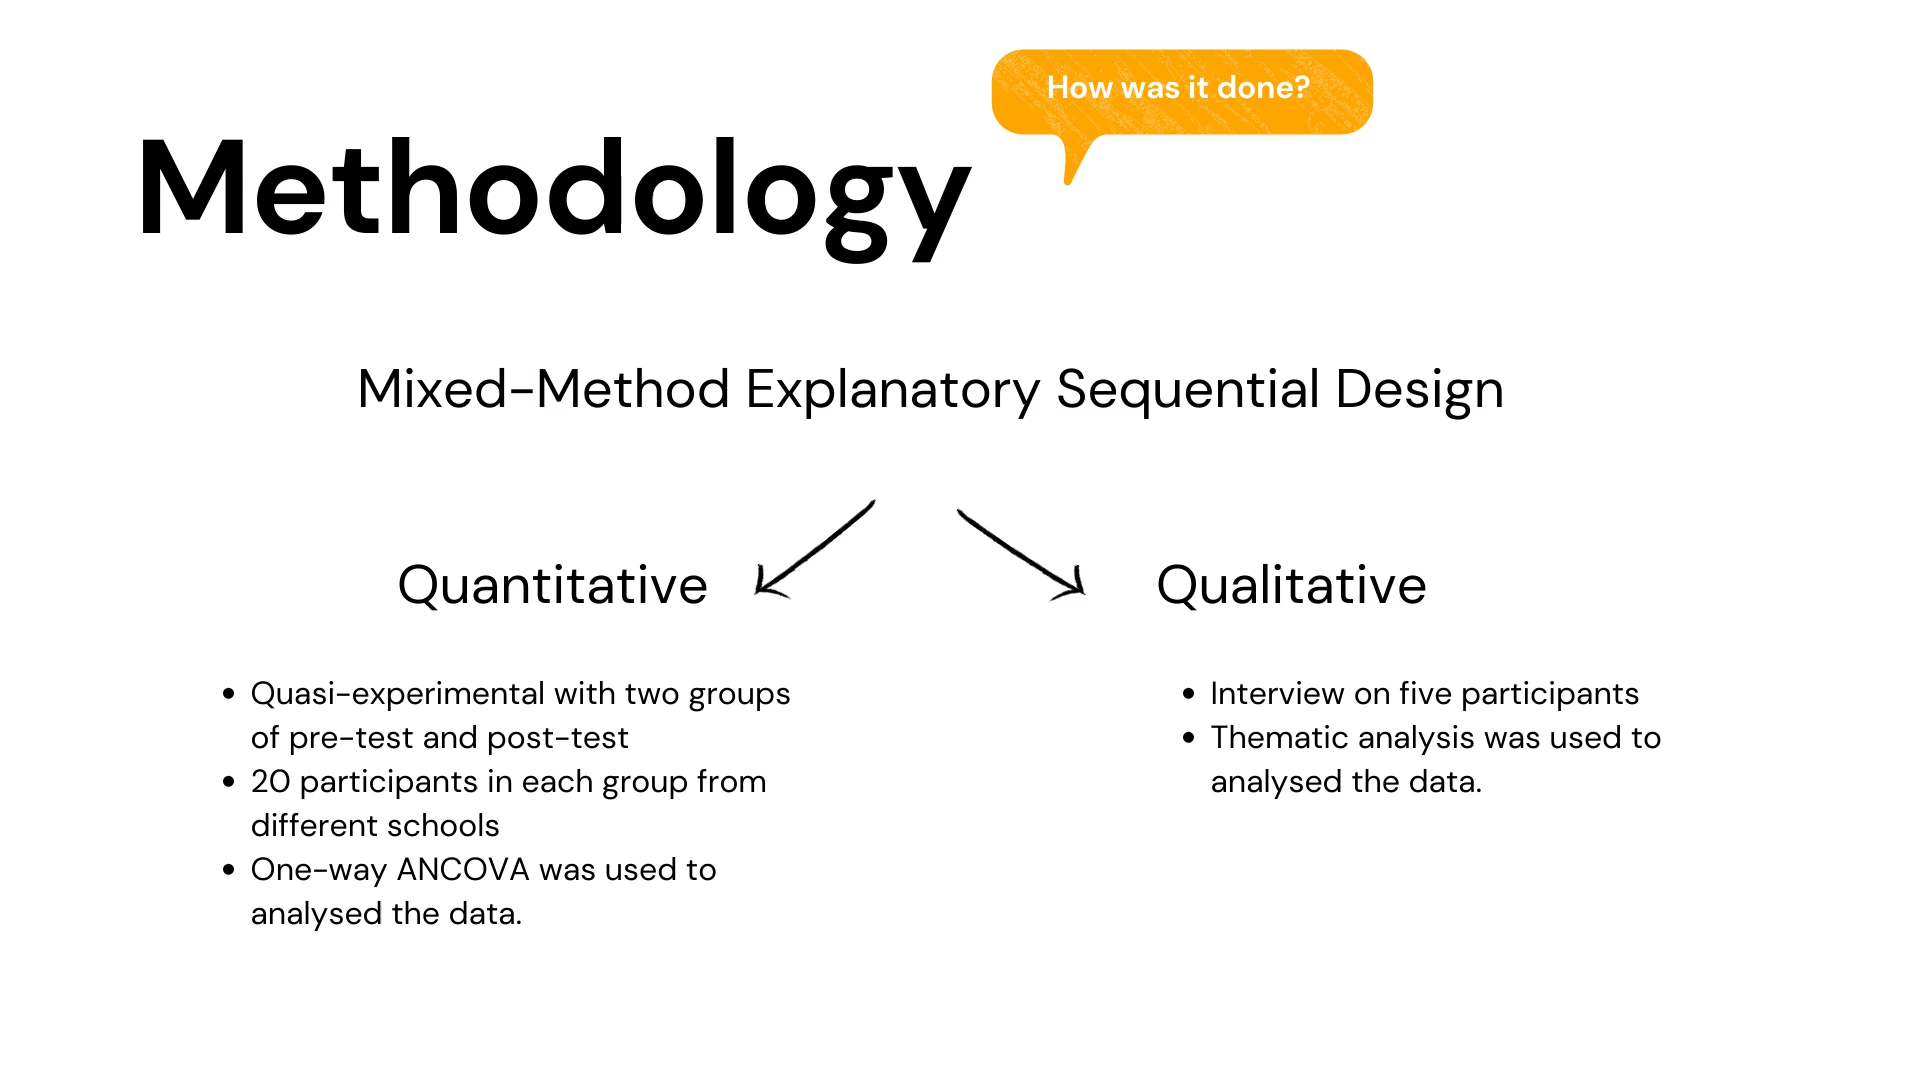 How was it done?
Methodology
Mixed-Method Explanatory Sequential Design
Quantitative
• Quasi-experimental with two groups
of pre-test and post-test
• 20 participants in each group from
different schools
• One-way ANCOVA was used to
analysed the data.
Qualitative
• Interview on five participants
• Thematic analysis was used to
analysed the data.